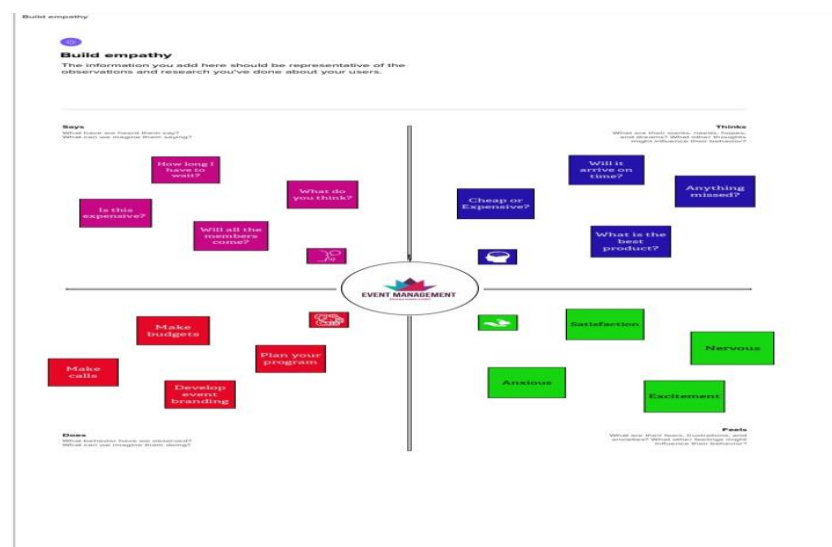 Build empathy
Build empathy
The information you add here should be representative of the
observations and research you've done about your users.
Says
What have we heard them say?
What can we imagine them saying?
Thinks
What are their wants, needs, hopes,
and dreams? What other thoughts
might influence their behavior?
How long I
have to
wait?
What do
you think?
Is this
expensive?
Will all the
members
come?
Will it
arrive on
time?
Anything
missed?
Cheap or
Expensive?
What is the
best
product?
EVENT MANAGEMENT
Make
budgets
Plan your
program
Make
calls
Develop
event
branding
Satisfaction
Nervous
Anxious
Excitement
Does
What behavior have we observed?
What can we imagine them doing?
Feels
What are their fears, frustrations, and
anxieties? What other feelings might
influence their behavior?